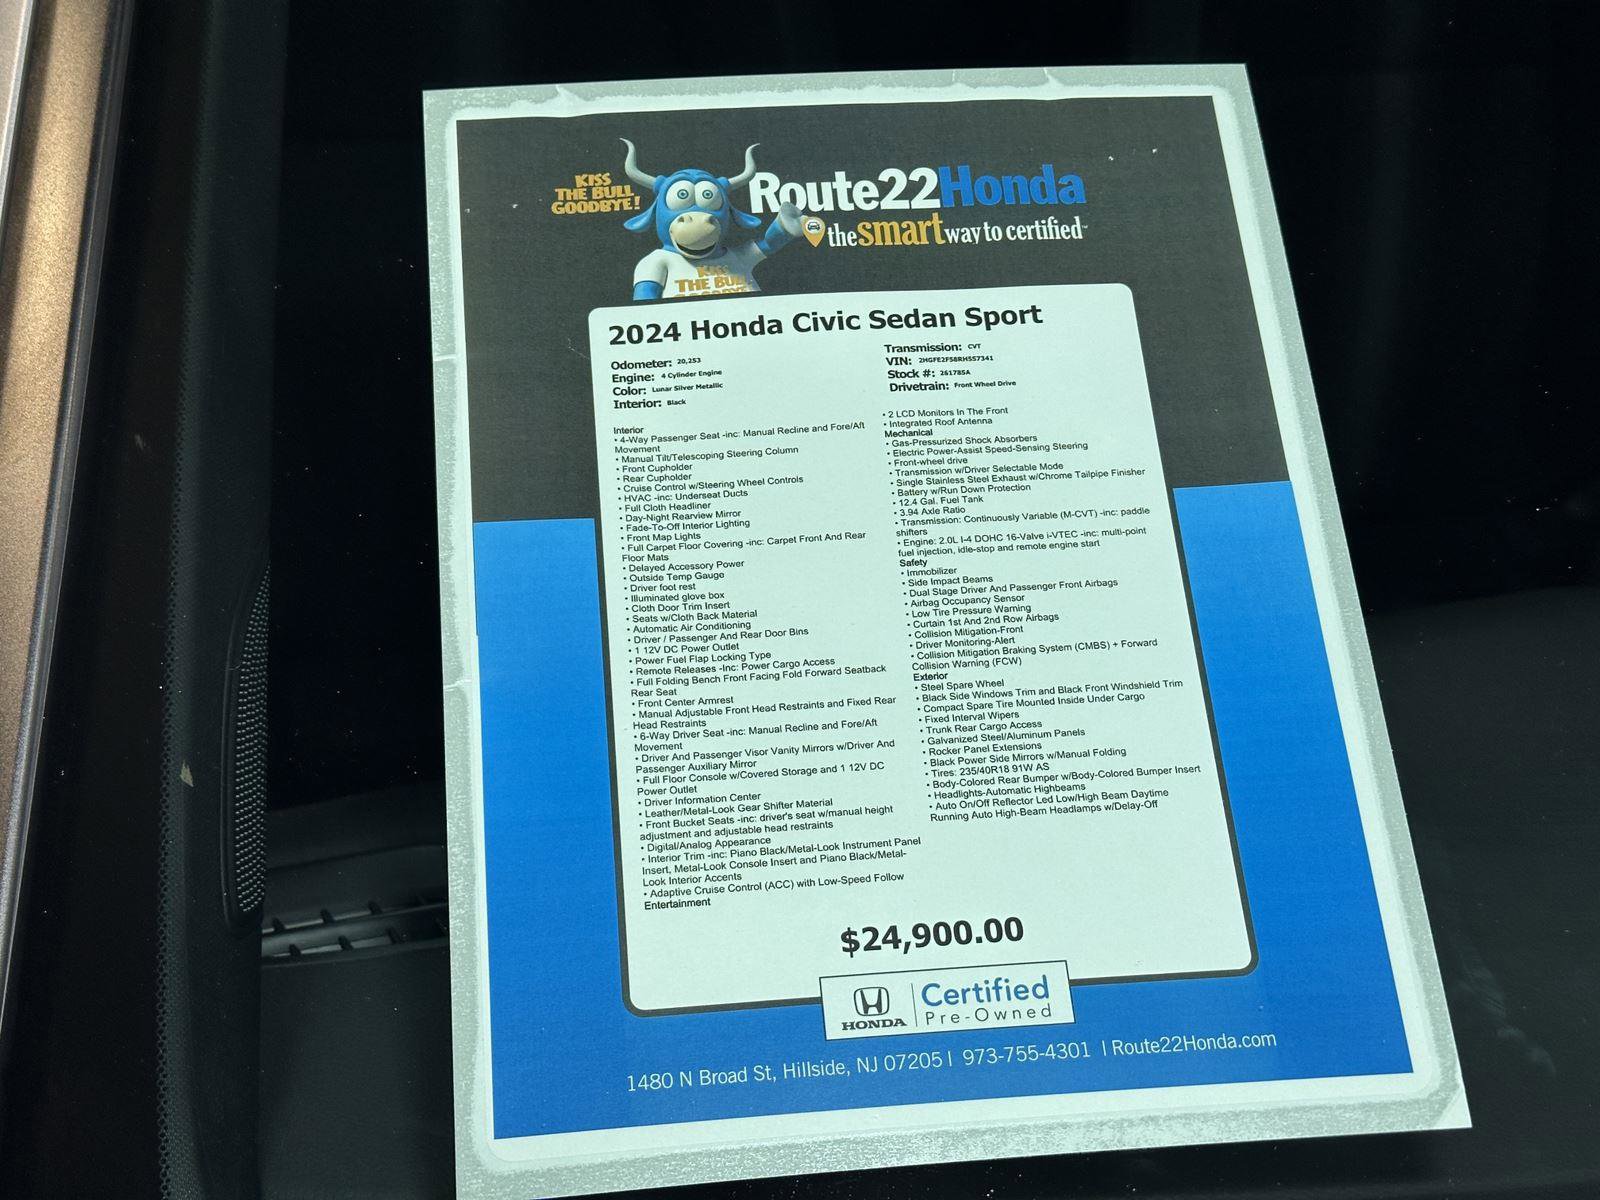 KISS
THE BULL
GOODBYE!
Route22Honda
the smart way to certified
KISS
THE BULL
2024 Honda Civic Sedan Sport
Odometer: 20,253
Engine: 4 Cylinder Engine
Color: Lunar Silver Metallic
Interior: Black
Transmission: CVT
VIN: 2HGFE2F58RH557341
Stock #: 261785A
Drivetrain: Front Wheel Drive
Interior
• 4-Way Passenger Seat -inc: Manual Recline and Fore/Aft
Movement
• Manual Tilt/Telescoping Steering Column
• Front Cupholder
• Rear Cupholder
• Cruise Control w/Steering Wheel Controls
• HVAC -inc: Underseat Ducts
• Full Cloth Headliner
• Day-Night Rearview Mirror
• Fade-To-Off Interior Lighting
• Front Map Lights
• Full Carpet Floor Covering -inc: Carpet Front And Rear
Floor Mats
• Delayed Accessory Power
• Outside Temp Gauge
• Driver foot rest
• Illuminated glove box
• Cloth Door Trim Insert
• Seats w/Cloth Back Material
• Automatic Air Conditioning
• Driver / Passenger And Rear Door Bins
• 1 12V DC Power Outlet
• Power Fuel Flap Locking Type
• Remote Releases -Inc: Power Cargo Access
• Full Folding Bench Front Facing Fold Forward Seatback
Rear Seat
• Front Center Armrest
• Manual Adjustable Front Head Restraints and Fixed Rear
Head Restraints
• 6-Way Driver Seat -inc: Manual Recline and Fore/Aft
Movement
• Driver And Passenger Visor Vanity Mirrors w/Driver And
Passenger Auxiliary Mirror
• Full Floor Console w/Covered Storage and 1 12V DC
Power Outlet
• Driver Information Center
• Leather/Metal-Look Gear Shifter Material
• Front Bucket Seats -inc: driver's seat w/manual height
adjustment and adjustable head restraints
• Digital/Analog Appearance
• Interior Trim -inc: Piano Black/Metal-Look Instrument Panel
Insert, Metal-Look Console Insert and Piano Black/Metal-
Look Interior Accents
• Adaptive Cruise Control (ACC) with Low-Speed Follow
Entertainment
• 2 LCD Monitors In The Front
• Integrated Roof Antenna
Mechanical
• Gas-Pressurized Shock Absorbers
• Electric Power-Assist Speed-Sensing Steering
• Front-wheel drive
• Transmission w/Driver Selectable Mode
• Single Stainless Steel Exhaust w/Chrome Tailpipe Finisher
• Battery w/Run Down Protection
• 12.4 Gal. Fuel Tank
• 3.94 Axle Ratio
• Transmission: Continuously Variable (M-CVT) -inc: paddle
shifters
• Engine: 2.0L I-4 DOHC 16-Valve i-VTEC -inc: multi-point
fuel injection, idle-stop and remote engine start
Safety
• Immobilizer
• Side Impact Beams
• Dual Stage Driver And Passenger Front Airbags
• Airbag Occupancy Sensor
• Low Tire Pressure Warning
• Curtain 1st And 2nd Row Airbags
• Collision Mitigation-Front
• Driver Monitoring-Alert
• Collision Mitigation Braking System (CMBS) + Forward
Collision Warning (FCW)
Exterior
• Steel Spare Wheel
• Black Side Windows Trim and Black Front Windshield Trim
• Compact Spare Tire Mounted Inside Under Cargo
• Fixed Interval Wipers
• Trunk Rear Cargo Access
• Galvanized Steel/Aluminum Panels
• Rocker Panel Extensions
• Black Power Side Mirrors w/Manual Folding
• Tires: 235/40R18 91W AS
• Body-Colored Rear Bumper w/Body-Colored Bumper Insert
• Headlights-Automatic Highbeams
• Auto On/Off Reflector Led Low/High Beam Daytime
Running Auto High-Beam Headlamps w/Delay-Off
$24,900.00
HONDA
Certified
Pre-Owned
1480 N Broad St, Hillside, NJ 07205 | 973-755-4301 | Route22Honda.com